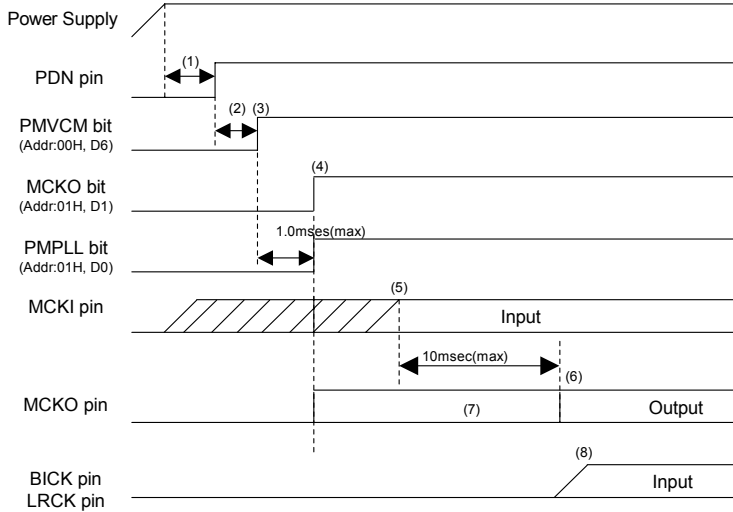 Power Supply
(1)
PDN pin
(2) (3)
PMVCM bit
(Addr:00H, D6)
(4)
MCKO bit
(Addr:01H, D1)
1.0mses(max)
PMPLL bit
(Addr:01H, D0)
(5)
MCKI pin
Input
10msec(max)
(6)
MCKO pin
(7)
Output
(8)
BICK pin
LRCK pin
Input